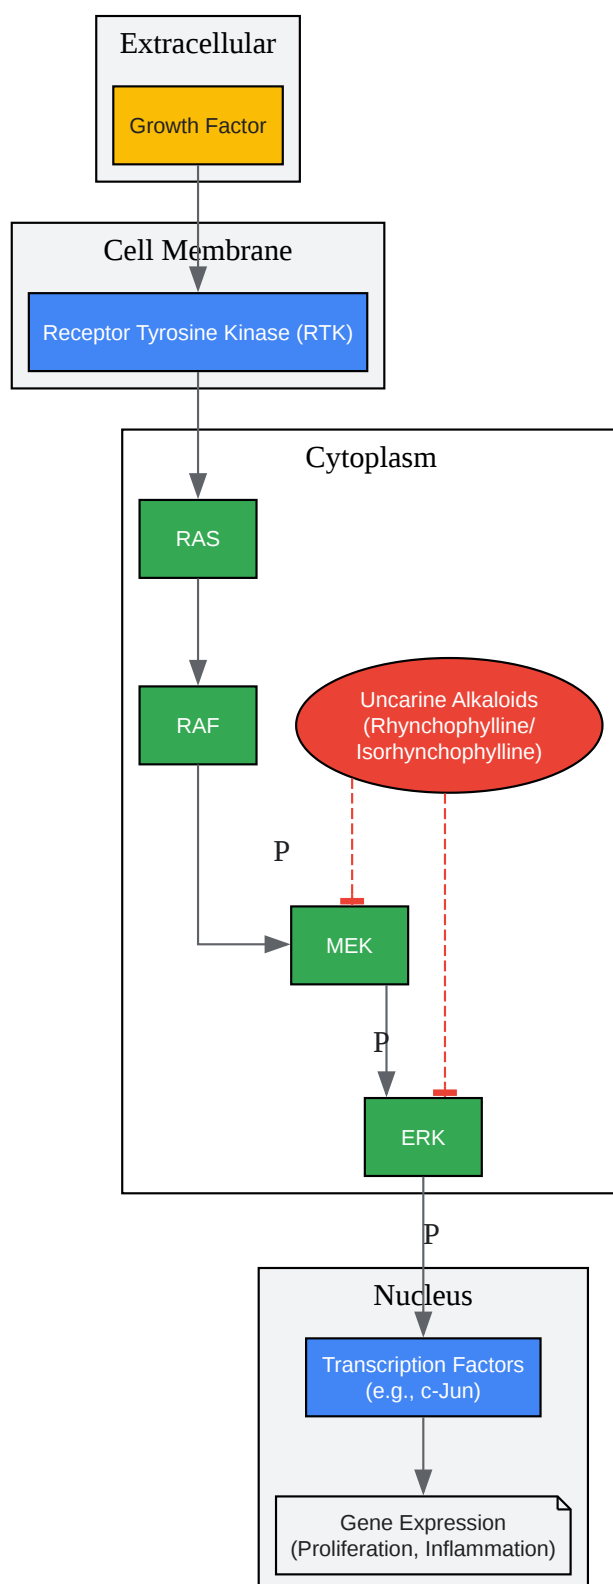 Extracellular
Growth Factor
Cell Membrane
Receptor Tyrosine Kinase (RTK)
Cytoplasm
RAS
RAF
Uncarine Alkaloids
(Rhynchophylline/
Isorhynchophylline)
P
MEK
P
ERK
P
Nucleus
Transcription Factors
(e.g., c-Jun)
Gene Expression
(Proliferation, Inflammation)